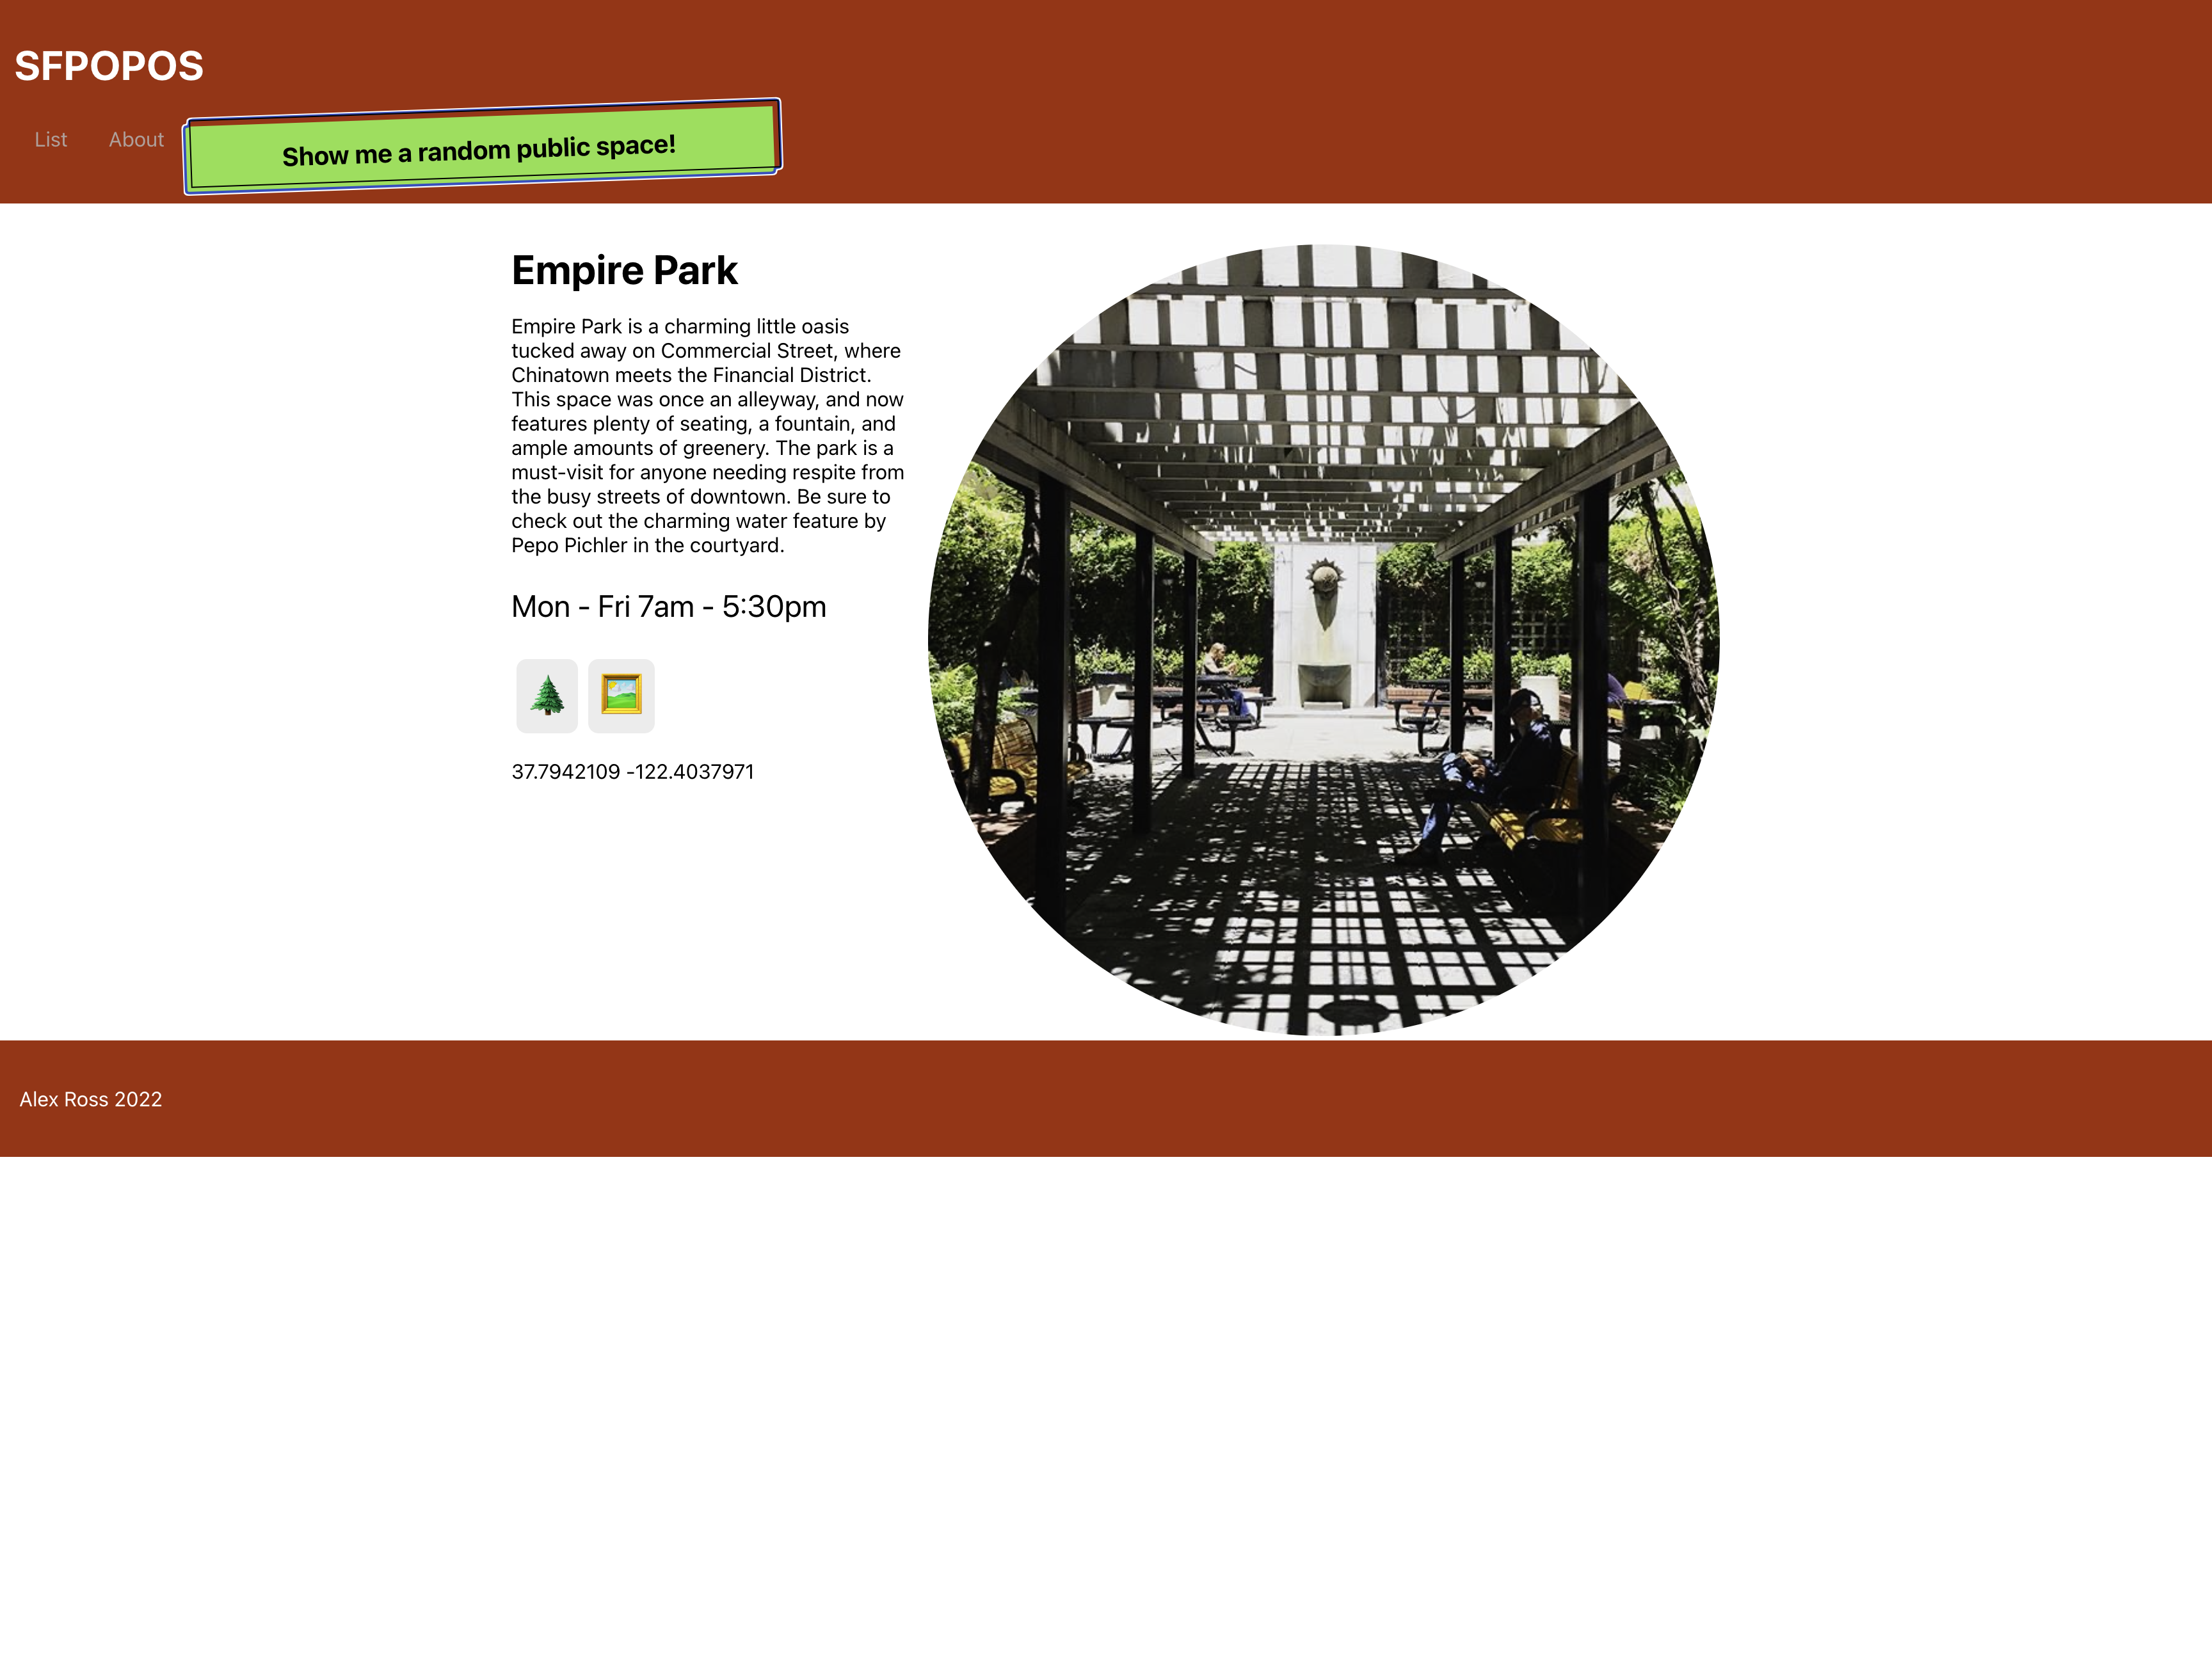 SFPOPOS
List About
Show me a random public space!
Empire Park
Empire Park is a charming little oasis
tucked away on Commercial Street, where
Chinatown meets the Financial District.
This space was once an alleyway, and now
features plenty of seating, a fountain, and
ample amounts of greenery. The park is a
must-visit for anyone needing respite from
the busy streets of downtown. Be sure to
check out the charming water feature by
Pepo Pichler in the courtyard.
Mon - Fri 7am - 5:30pm
37.7942109 -122.4037971
Alex Ross 2022